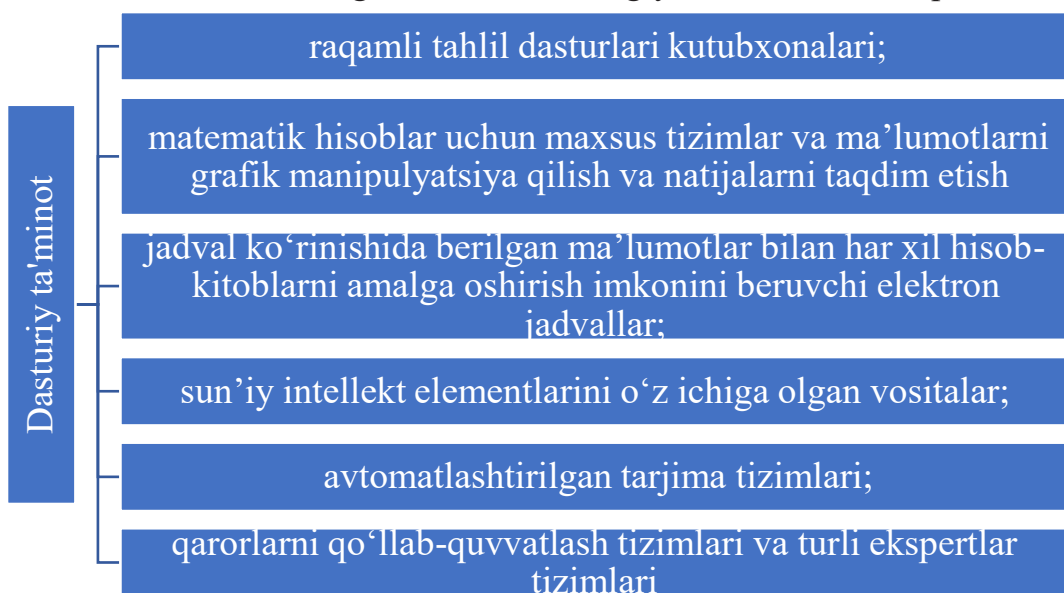 Dasturiy ta'minot
raqamli tahlil dasturlari kutubxonalari;
matematik hisoblar uchun maxsus tizimlar va ma’lumotlarni
grafik manipulyatsiya qilish va natijalarni taqdim etish
jadval ko‘rinishida berilgan ma’lumotlar bilan har xil hisob-
kitoblarni amalga oshirish imkonini beruvchi elektron
jadvallar;
sun’iy intellekt elementlarini o‘z ichiga olgan vositalar;
avtomatlashtirilgan tarjima tizimlari;
qarorlarni qo‘llab-quvvatlash tizimlari va turli ekspertlar
tizimlari